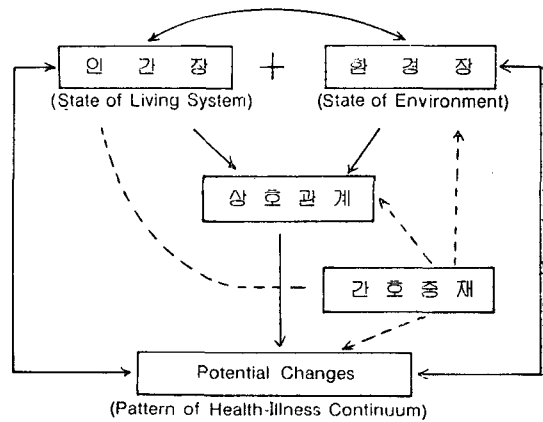 인 간 장 + 환 경 장
(State of Living System) (State of Environment)
상 호 관 계
간 호 중 재
Potential Changes
(Pattern of Health-Illness Continuum)